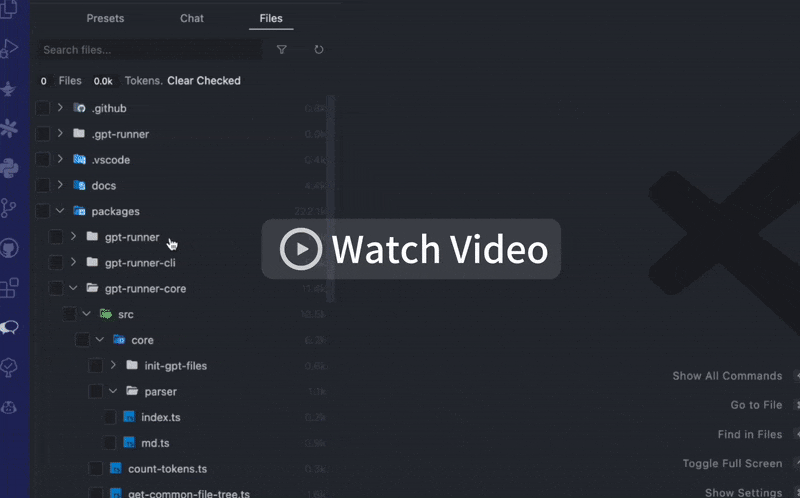 Presets Chat Files
Search files...
0 Files 0.0k Tokens. Clear Checked
.github
.gpt-runner
.vscode
docs
packages 222.1k
gpt-runner
gpt-runner-cli
gpt-runner-core
src
core
init-gpt-files
parser
index.ts
md.ts
count-tokens.ts
get-common-file-tree.ts
Watch Video
Show All Commands
Go to File
Find in Files
Toggle Full Screen
Show Settings